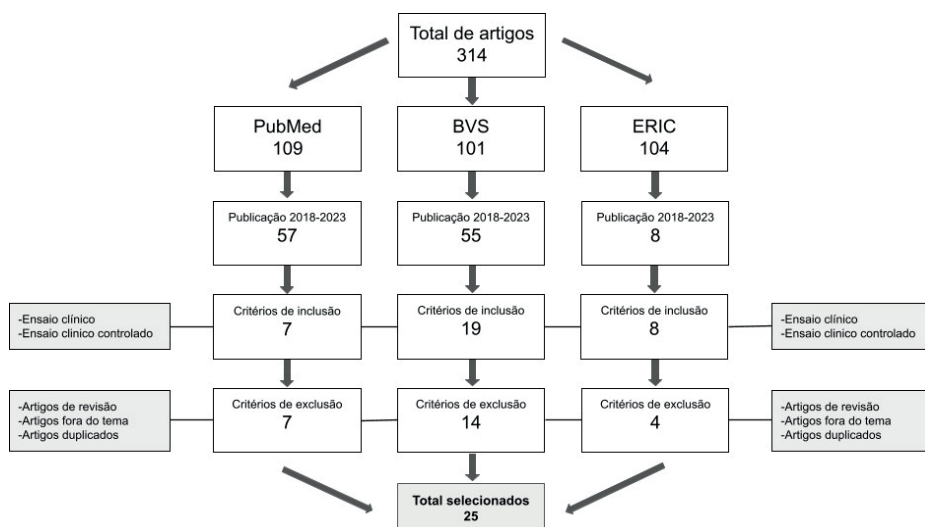 Total de artigos
314
PubMed
109
BVS
101
ERIC
104
Publicação 2018-2023
57
Publicação 2018-2023
55
Publicação 2018-2023
8
-Ensaio clínico
-Ensaio clinico controlado
Critérios de inclusão
7
Critérios de inclusão
19
Critérios de inclusão
8
-Ensaio clínico
-Ensaio clinico controlado
-Artigos de revisão
-Artigos fora do tema
-Artigos duplicados
Critérios de exclusão
7
Critérios de exclusão
14
Critérios de exclusão
4
-Artigos de revisão
-Artigos fora do tema
-Artigos duplicados
Total selecionados
25